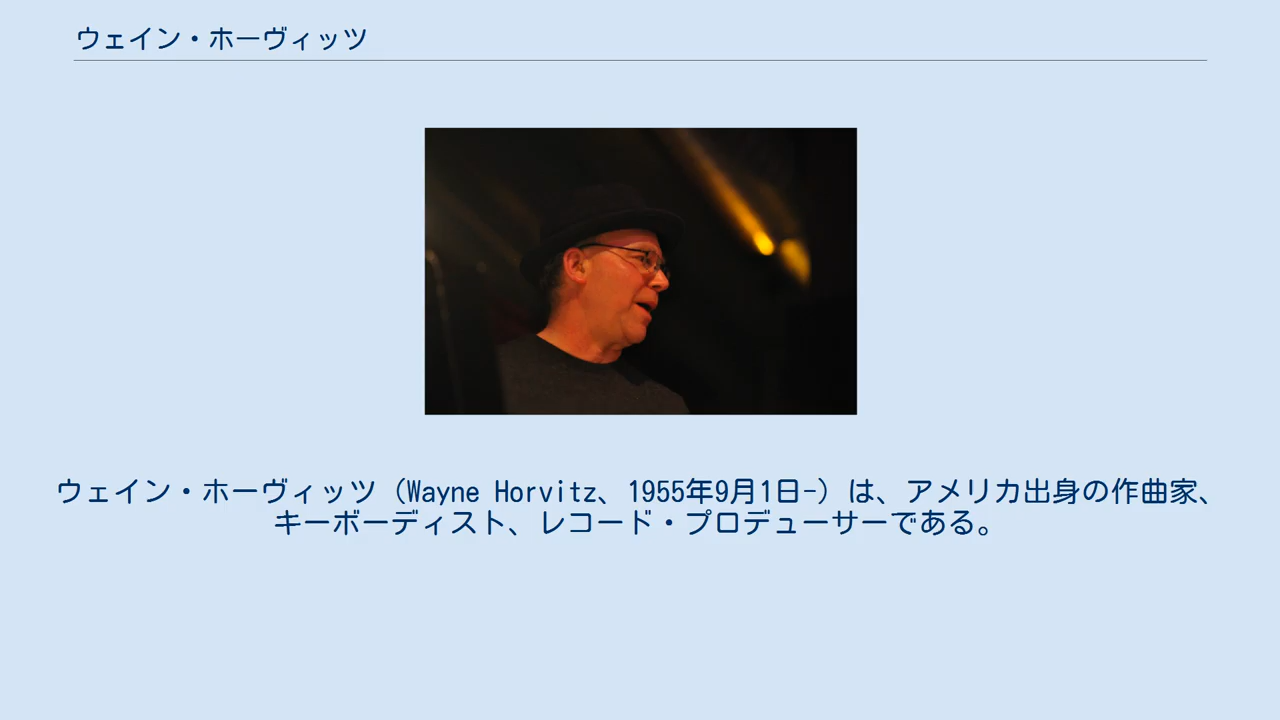 ウェイン・ホーヴィッツ
ウェイン・ホーヴィッツ（Wayne Horvitz、1955年9月1日-）は、アメリカ出身の作曲家、
キーボーディスト、レコード・プロデューサーである。